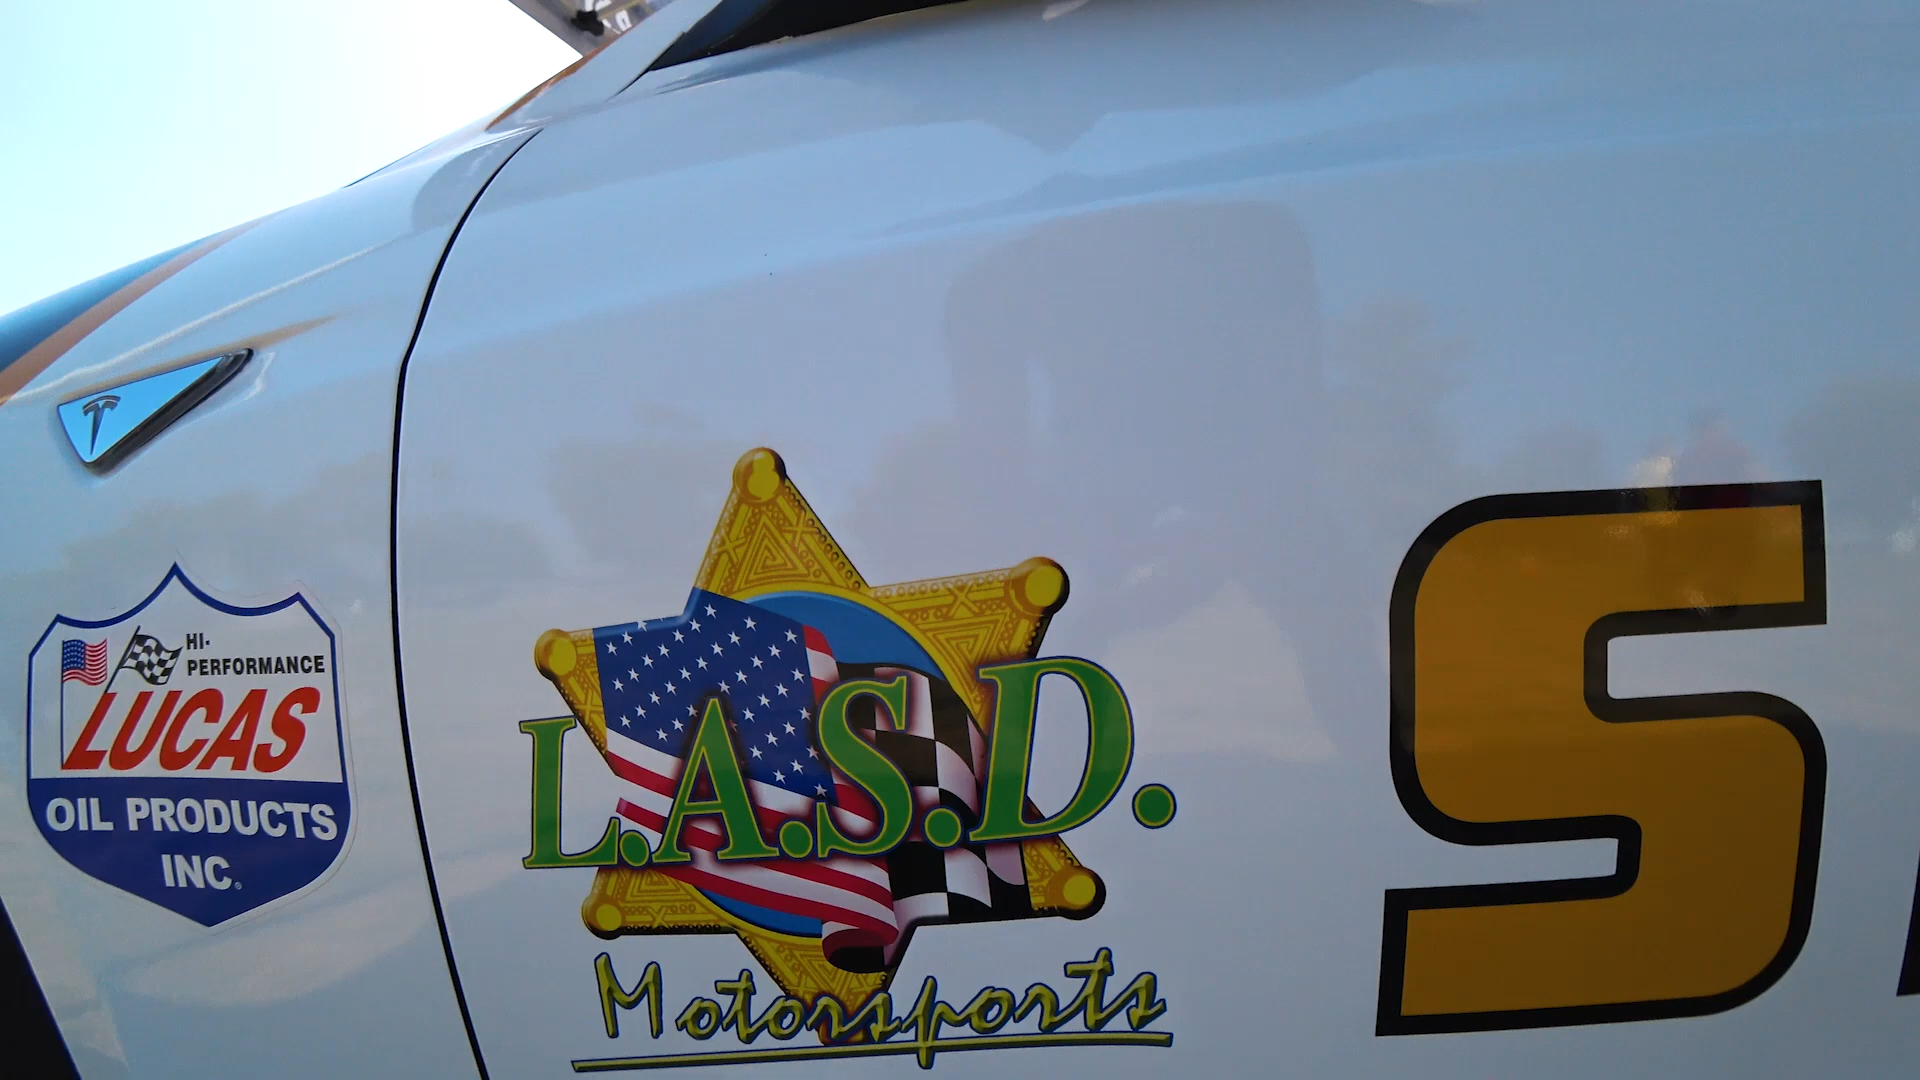 HI-
PERFORMANCE
LUCAS
OIL PRODUCTS
INC.
L.A.S.D.
Motorsports
S